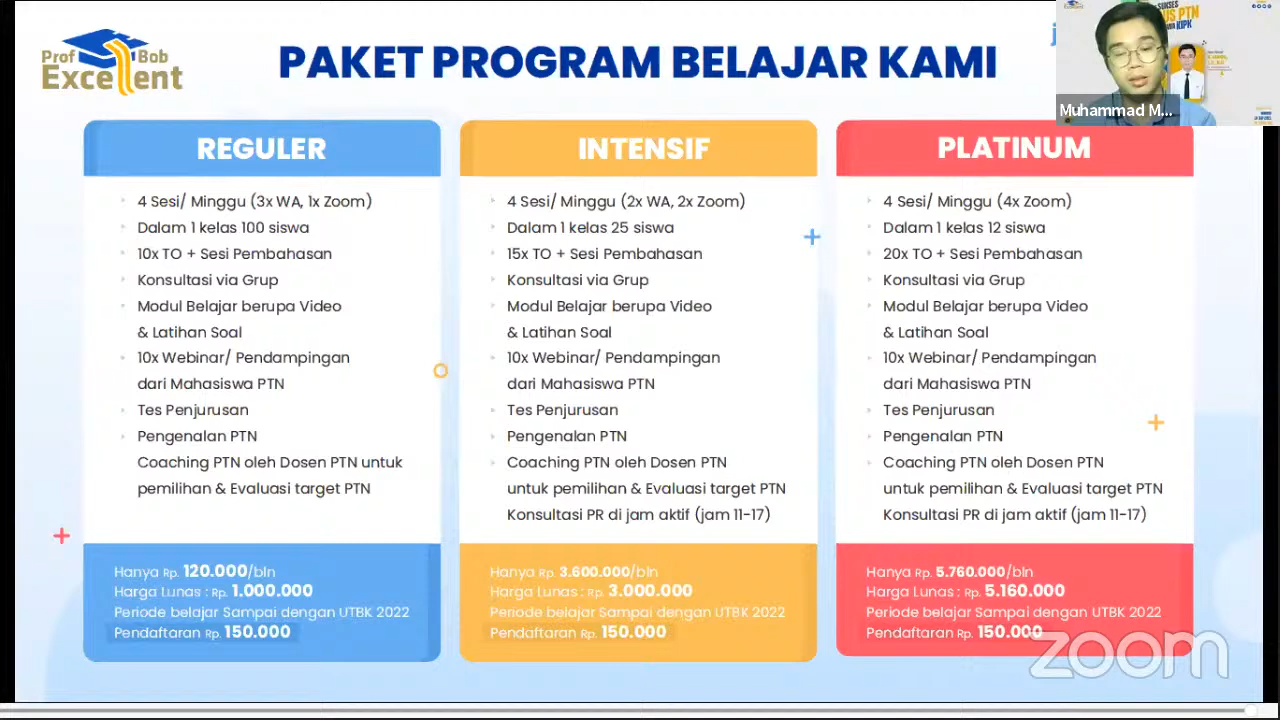 Prof Bob
Excellent
PAKET PROGRAM BELAJAR KAMI
Muhammad M...
REGULER
4 Sesi/ Minggu (3x WA, 1x Zoom)
Dalam 1 kelas 100 siswa
10x TO + Sesi Pembahasan
Konsultasi via Grup
Modul Belajar berupa Video
& Latihan Soal
10x Webinar/ Pendampingan
dari Mahasiswa PTN
Tes Penjurusan
Pengenalan PTN
Coaching PTN oleh Dosen PTN untuk
pemilihan & Evaluasi target PTN
Hanya Rp. 120.000/bln
Harga Lunas : Rp. 1.000.000
Periode belajar Sampai dengan UTBK 2022
Pendaftaran Rp. 150.000
INTENSIF
4 Sesi/ Minggu (2x WA, 2x Zoom)
Dalam 1 kelas 25 siswa
15x TO + Sesi Pembahasan
Konsultasi via Grup
Modul Belajar berupa Video
& Latihan Soal
10x Webinar/ Pendampingan
dari Mahasiswa PTN
Tes Penjurusan
Pengenalan PTN
Coaching PTN oleh Dosen PTN
untuk pemilihan & Evaluasi target PTN
Konsultasi PR di jam aktif (jam 11-17)
Hanya Rp. 3.600.000/bln
Harga Lunas : Rp. 3.000.000
Periode belajar Sampai dengan UTBK 2022
Pendaftaran Rp. 150.000
PLATINUM
4 Sesi/ Minggu (4x Zoom)
Dalam 1 kelas 12 siswa
20x TO + Sesi Pembahasan
Konsultasi via Grup
Modul Belajar berupa Video
& Latihan Soal
10x Webinar/ Pendampingan
dari Mahasiswa PTN
Tes Penjurusan
Pengenalan PTN
Coaching PTN oleh Dosen PTN
untuk pemilihan & Evaluasi target PTN
Konsultasi PR di jam aktif (jam 11-17)
Hanya Rp. 5.760.000/bln
Harga Lunas : Rp. 5.160.000
Periode belajar Sampai dengan UTBK 2022
Pendaftaran Rp. 150.000
zoom